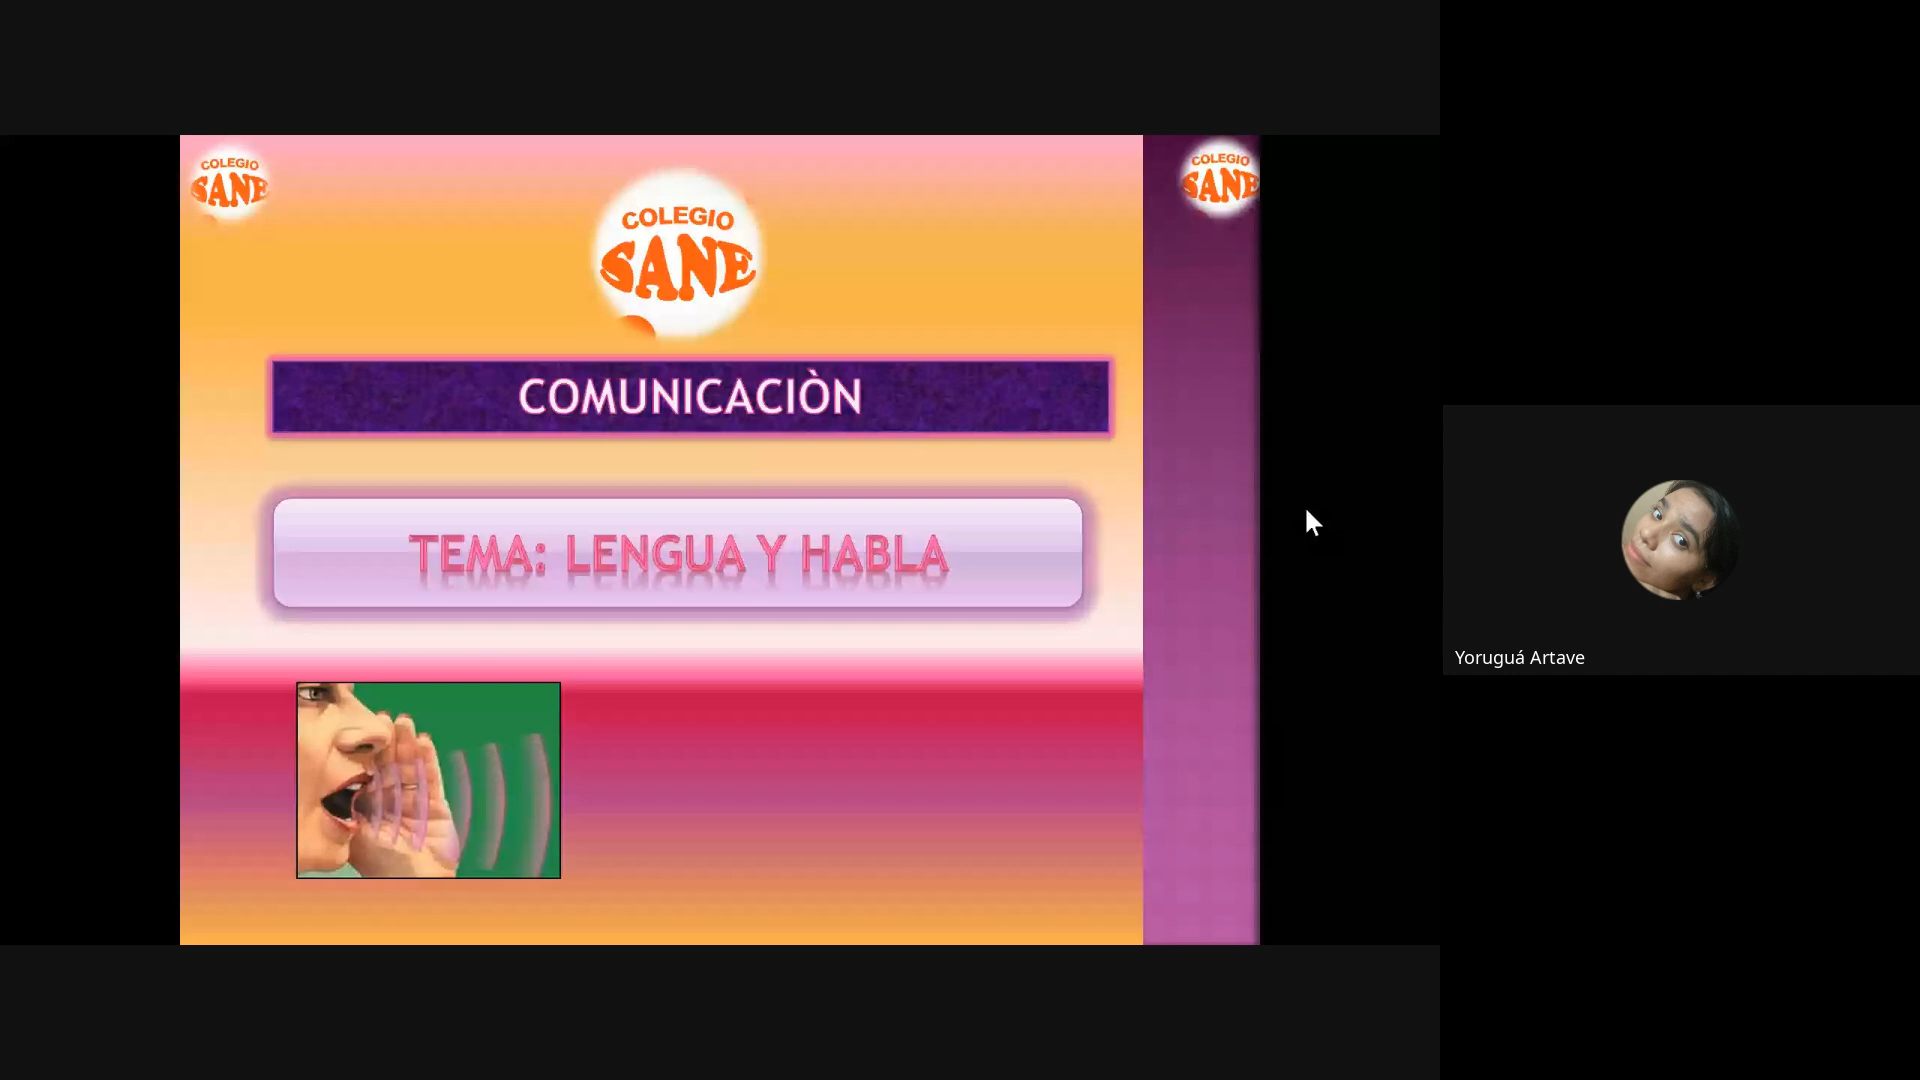 COLEGIO
SANE
COLEGIO
SANE
COLEGIO
SANE
COMUNICACIÒN
TEMA: LENGUA Y HABLA
Yoruguá Artave